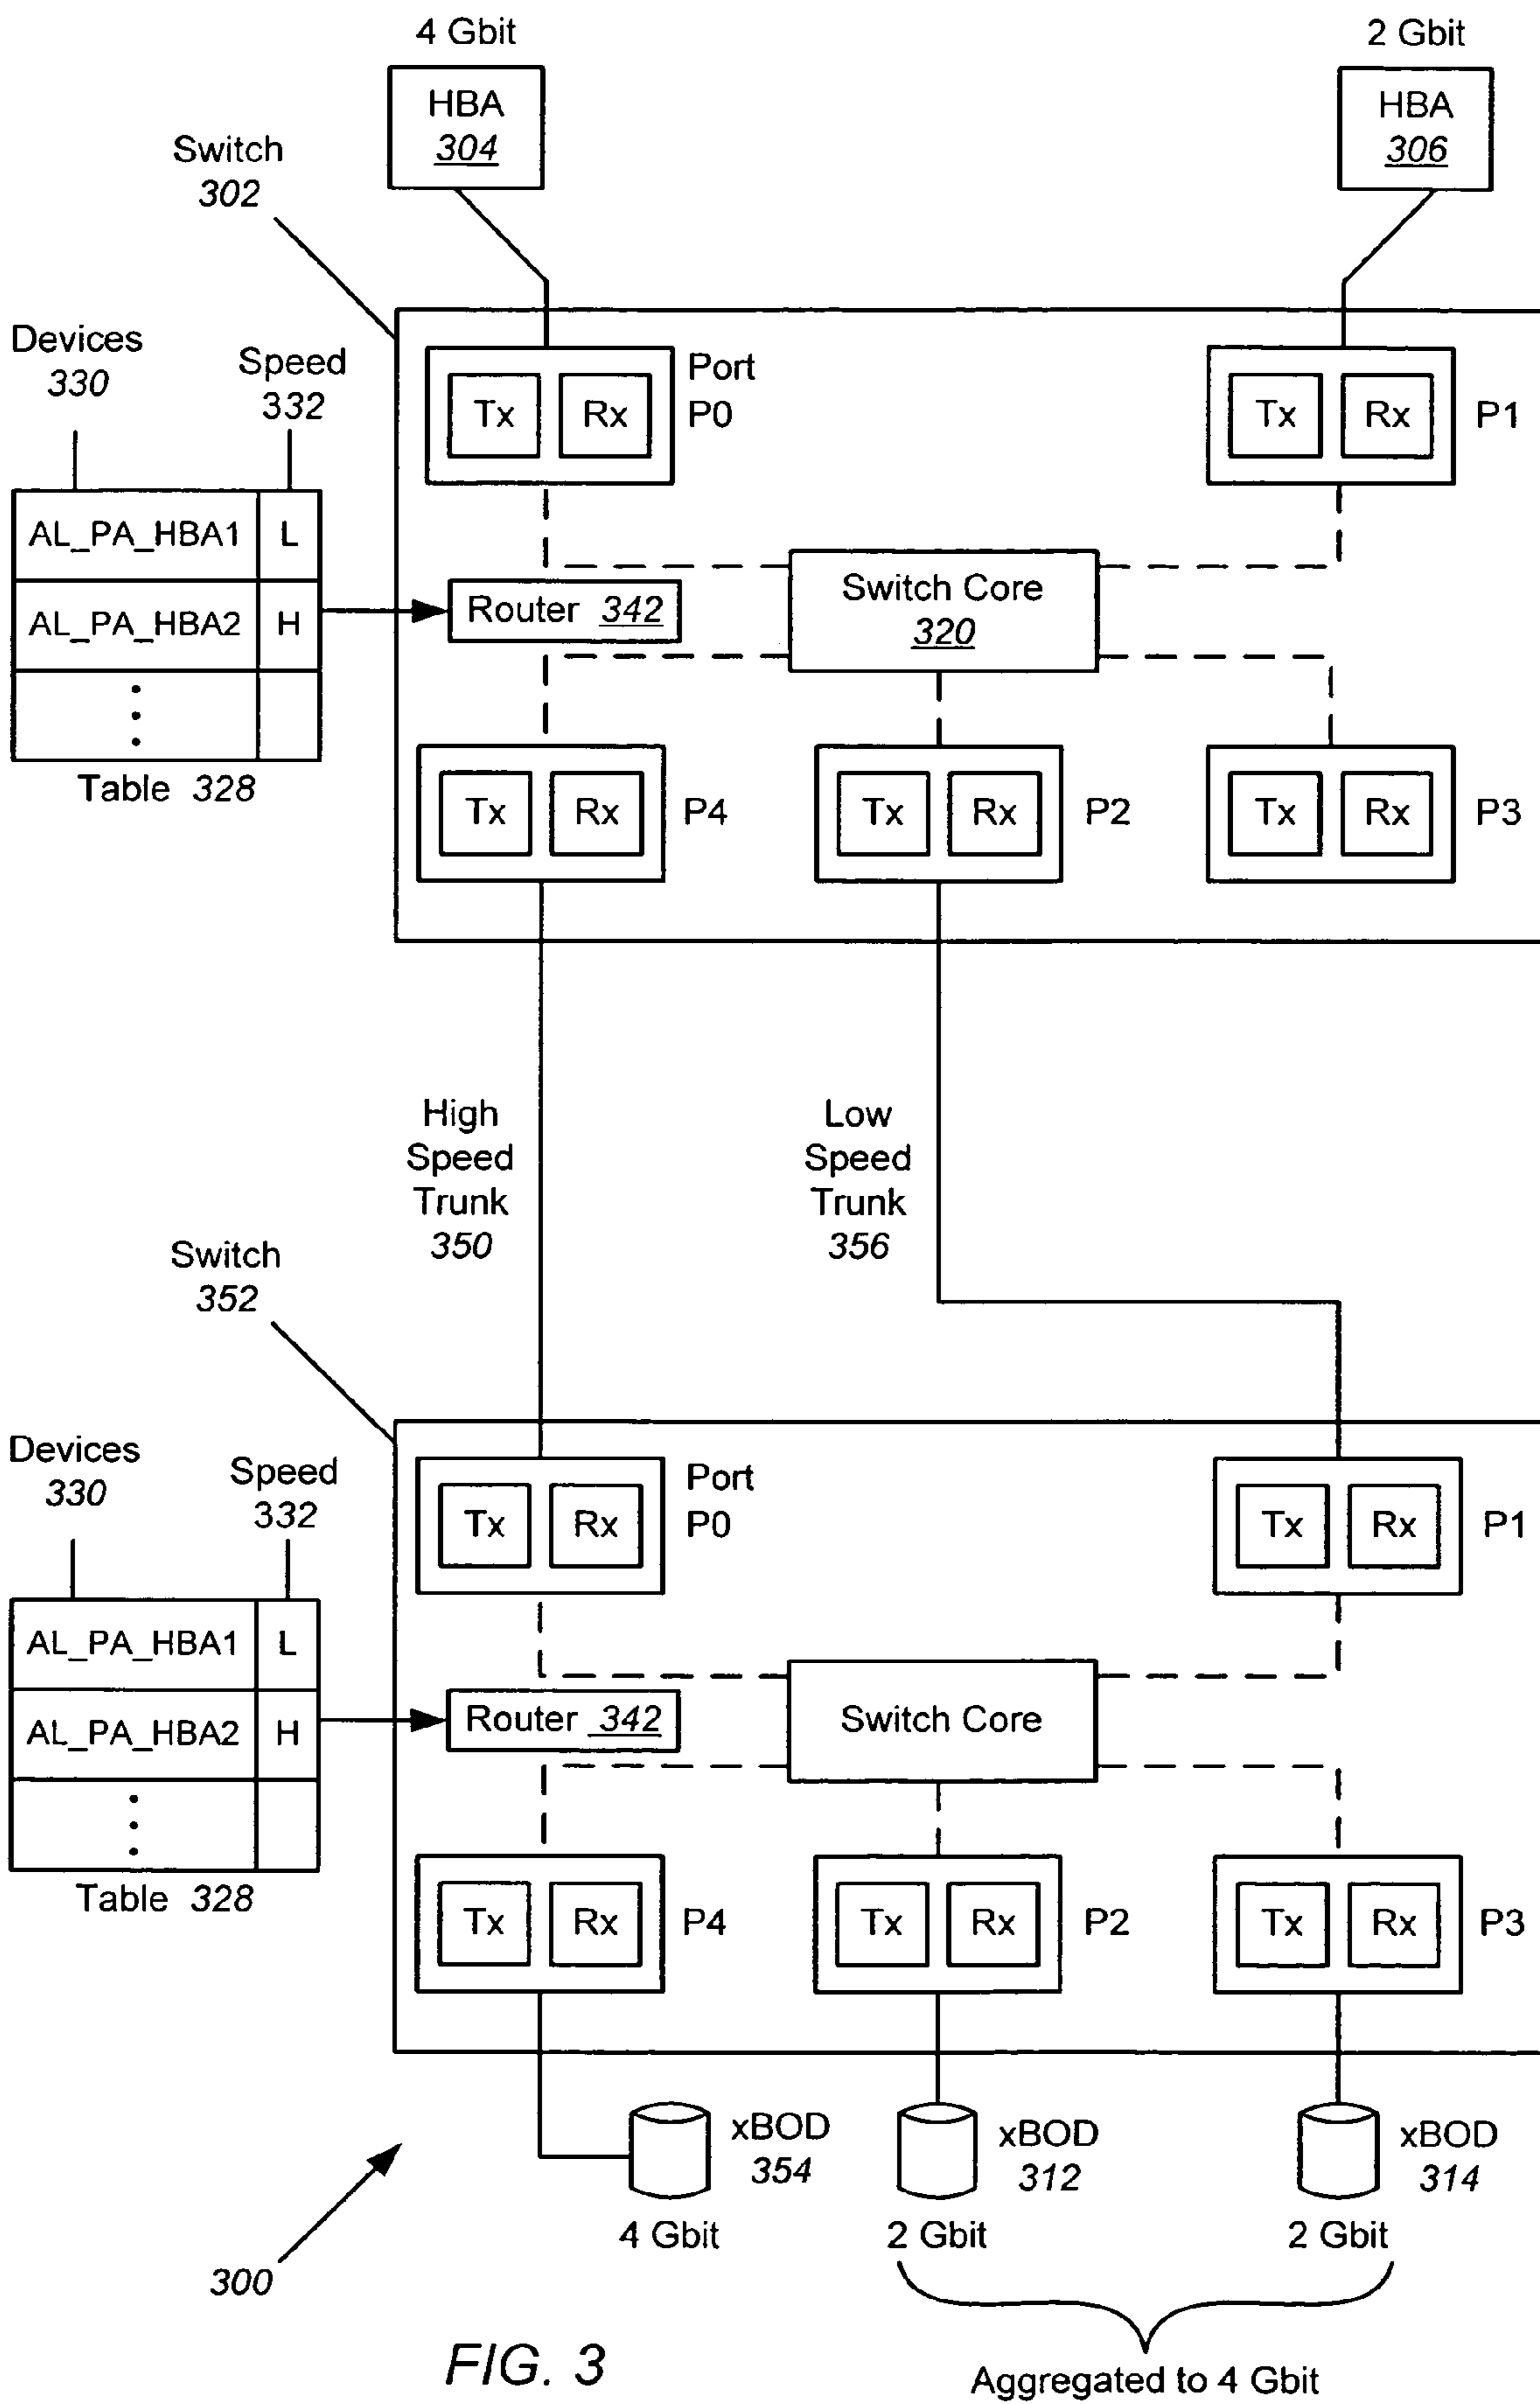 4 Gbit
2 Gbit
HBA
304
HBA
306
Switch
302
Devices
330
Speed
332
Port
P0
Tx
Rx
Tx
Rx
P1
AL_PA_HBA1
L
AL_PA_HBA2
H
Table 328
Router 342
Switch Core
320
Tx
Rx
P4
Tx
Rx
P2
Tx
Rx
P3
High
Speed
Trunk
350
Low
Speed
Trunk
356
Switch
352
Devices
330
Speed
332
Port
P0
Tx
Rx
Tx
Rx
P1
AL_PA_HBA1
L
AL_PA_HBA2
H
Table 328
Router 342
Switch Core
Tx
Rx
P4
Tx
Rx
P2
Tx
Rx
P3
xBOD
354
xBOD
312
xBOD
314
4 Gbit
2 Gbit
2 Gbit
300
FIG. 3
Aggregated to 4 Gbit